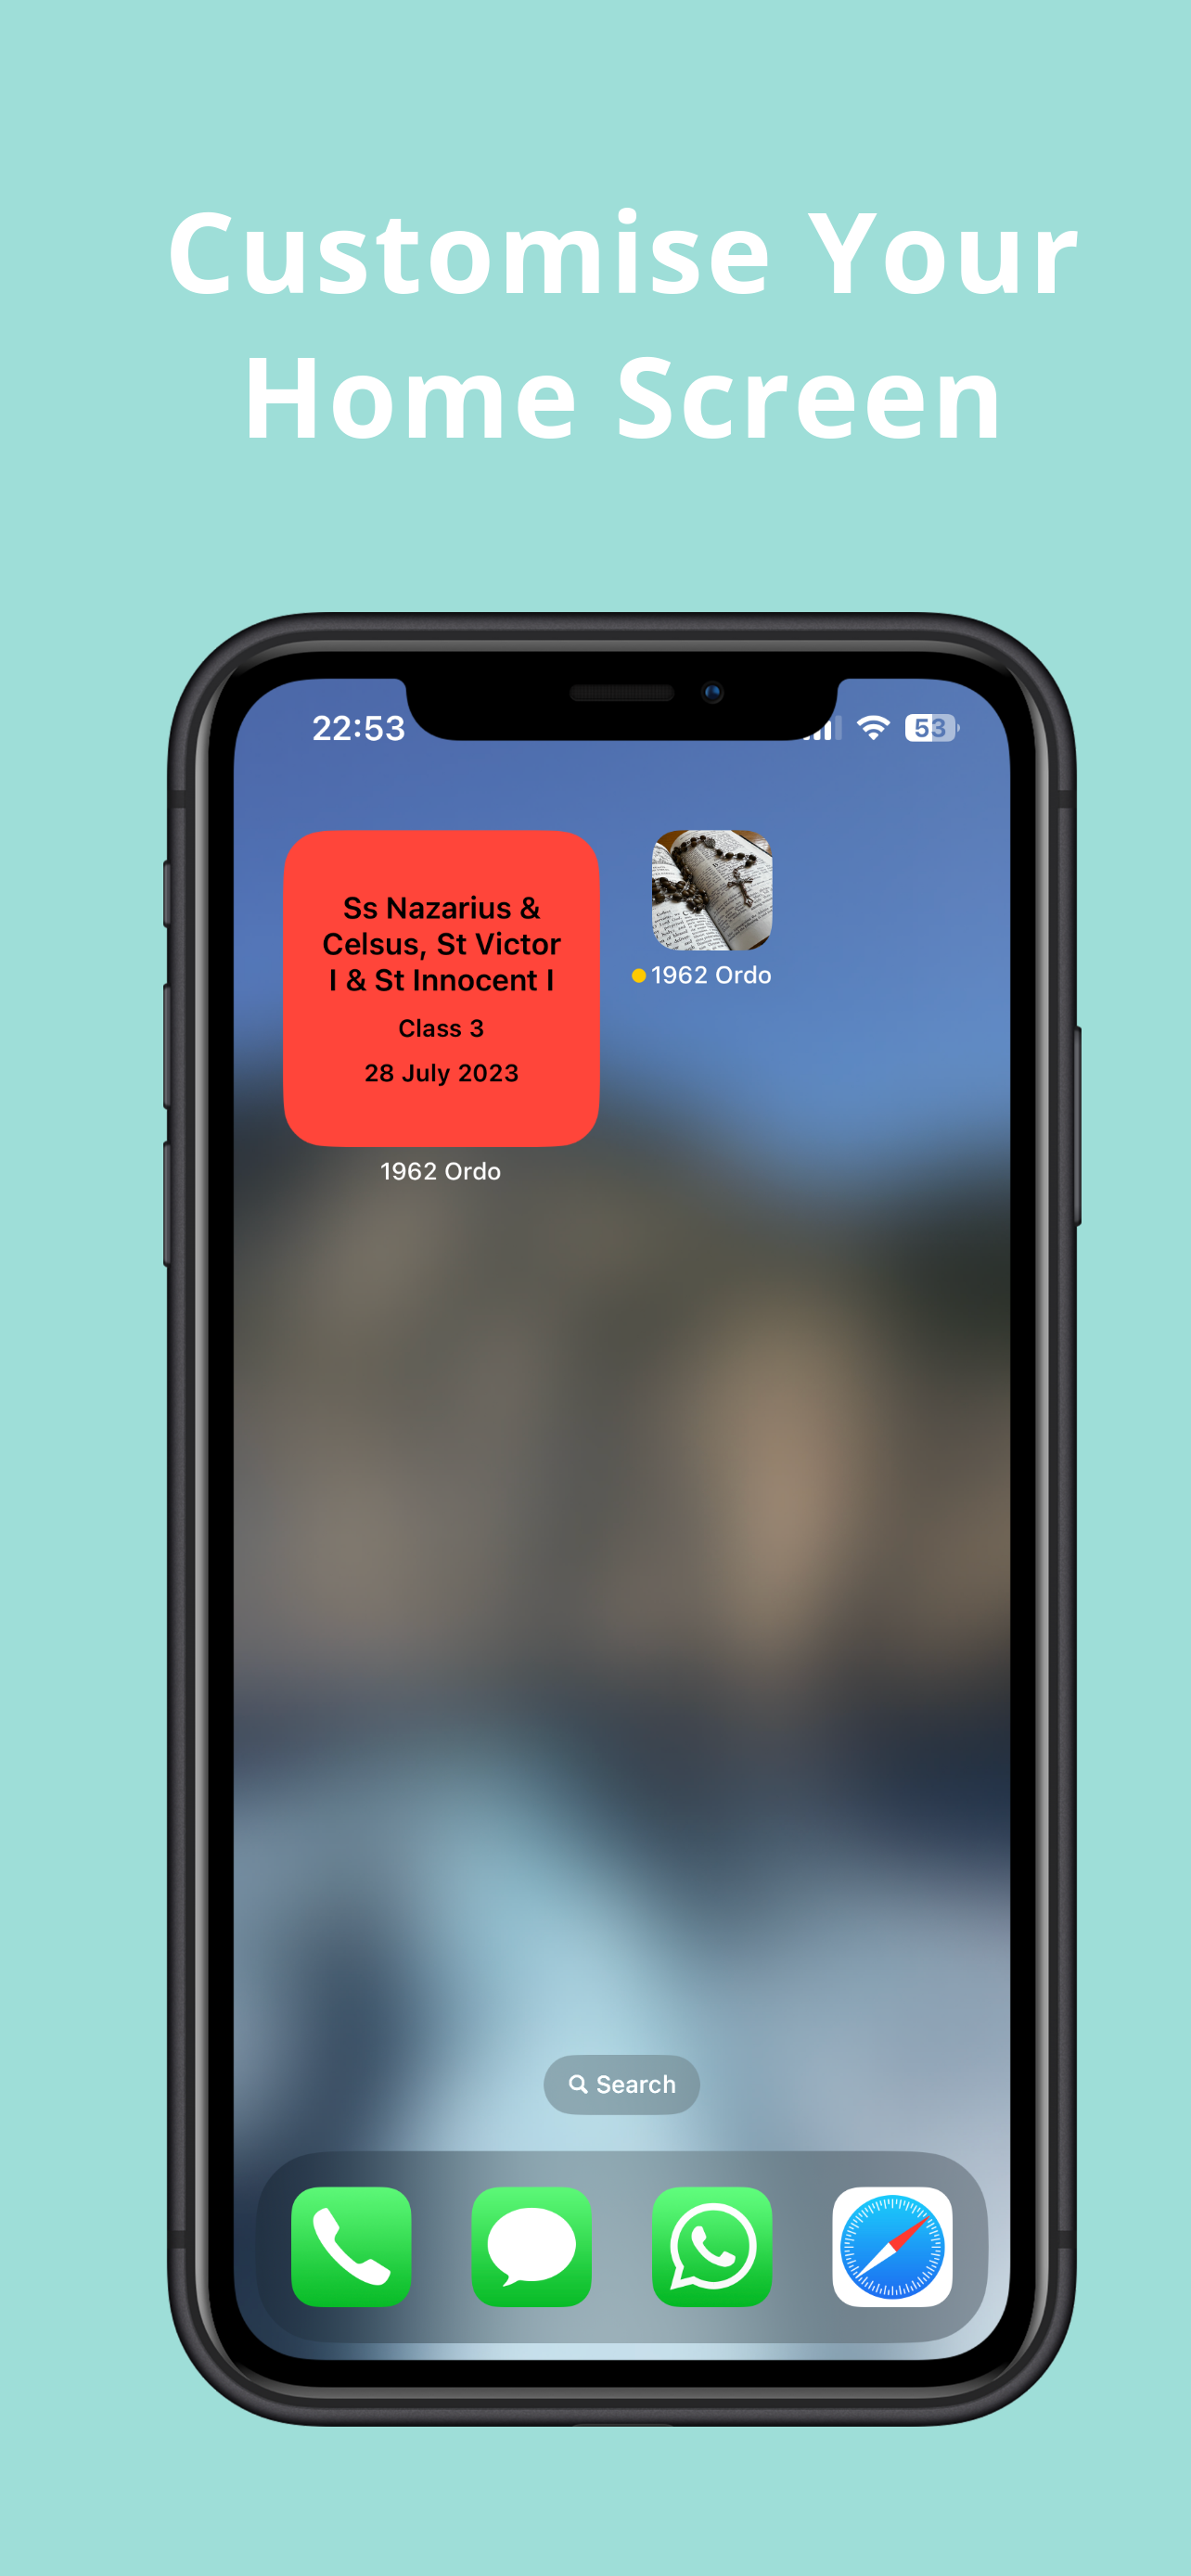 Customise Your
Home Screen
22:53
53
Ss Nazarius &
Celsus, St Victor
I & St Innocent I
Class 3
28 July 2023
1962 Ordo
1962 Ordo
Search